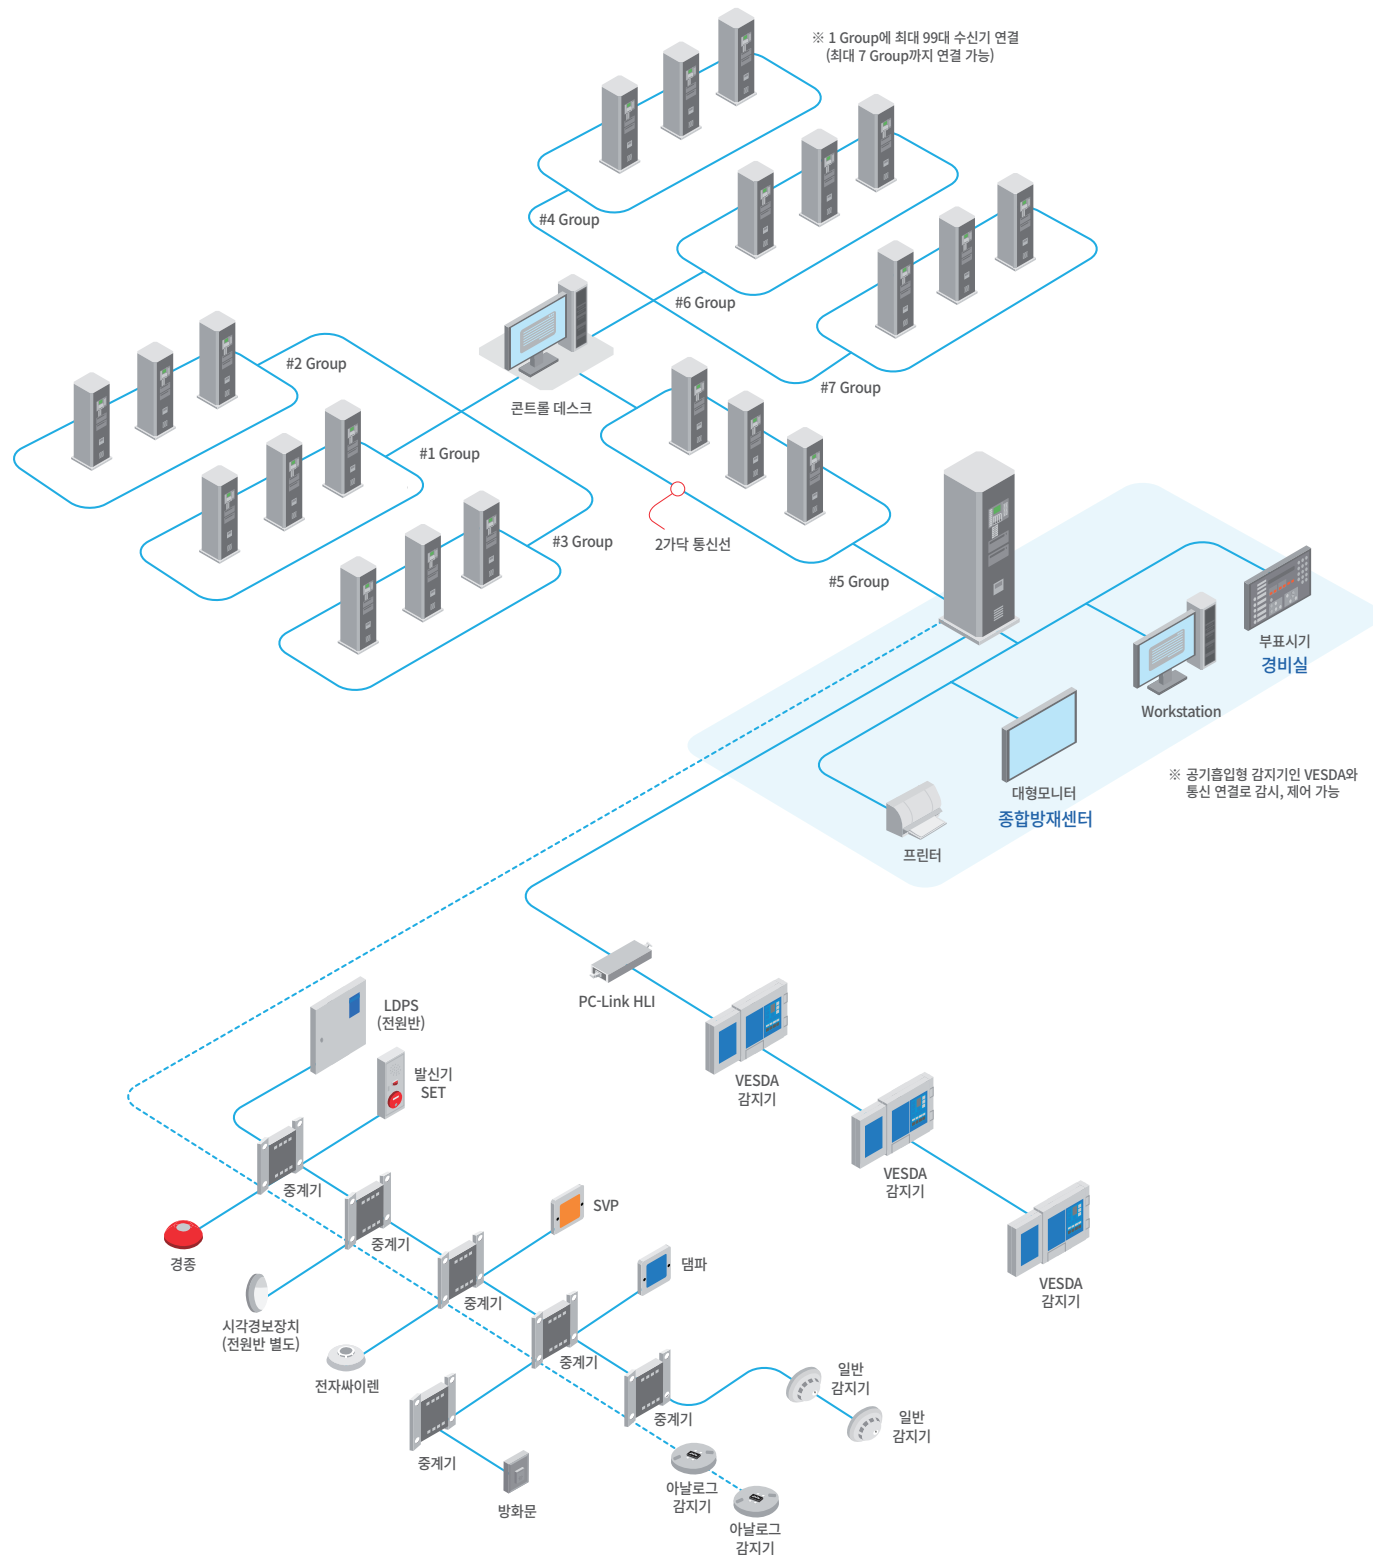 ※ 1 Group에 최대 99대 수신기 연결
(최대 7 Group까지 연결 가능)
#4 Group
#6 Group
#7 Group
#2 Group
콘트롤 데스크
#1 Group
#3 Group
2가닥 통신선
#5 Group
부표시기
경비실
Workstation
※ 공기흡입형 감지기인 VESDA와
통신 연결로 감시, 제어 가능
대형모니터
종합방재센터
프린터
PC-Link HLI
LDPS
(전원반)
발신기
SET
VESDA
감지기
VESDA
감지기
VESDA
감지기
중계기
경종
중계기
SVP
시각경보장치
(전원반 별도)
중계기
댐파
전자싸이렌
중계기
일반
감지기
중계기
일반
감지기
중계기
방화문
아날로그
감지기
아날로그
감지기